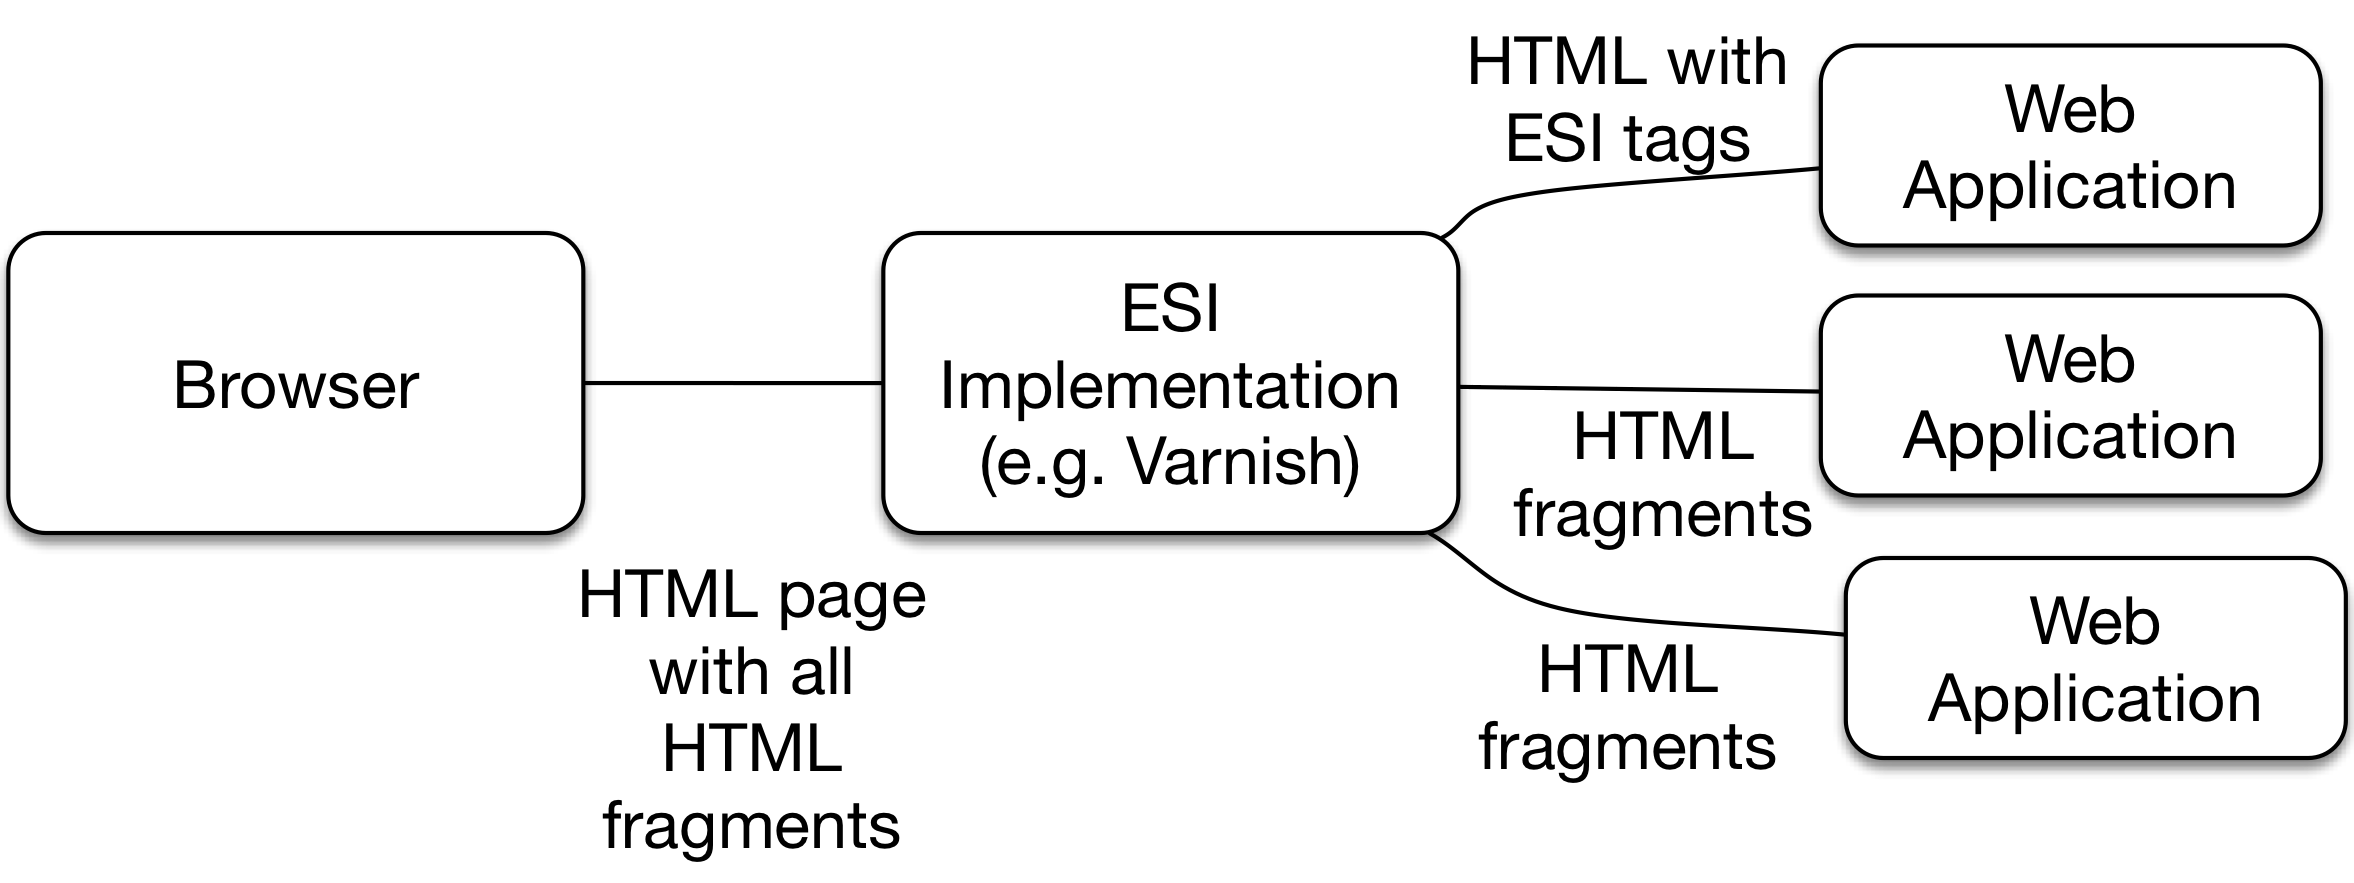 HTML with
ESI tags
Web
Application
Browser
ESI
Implementation
(e.g. Varnish)
Web
Application
HTML
fragments
HTML page
with all
HTML
fragments
Web
Application
HTML
fragments